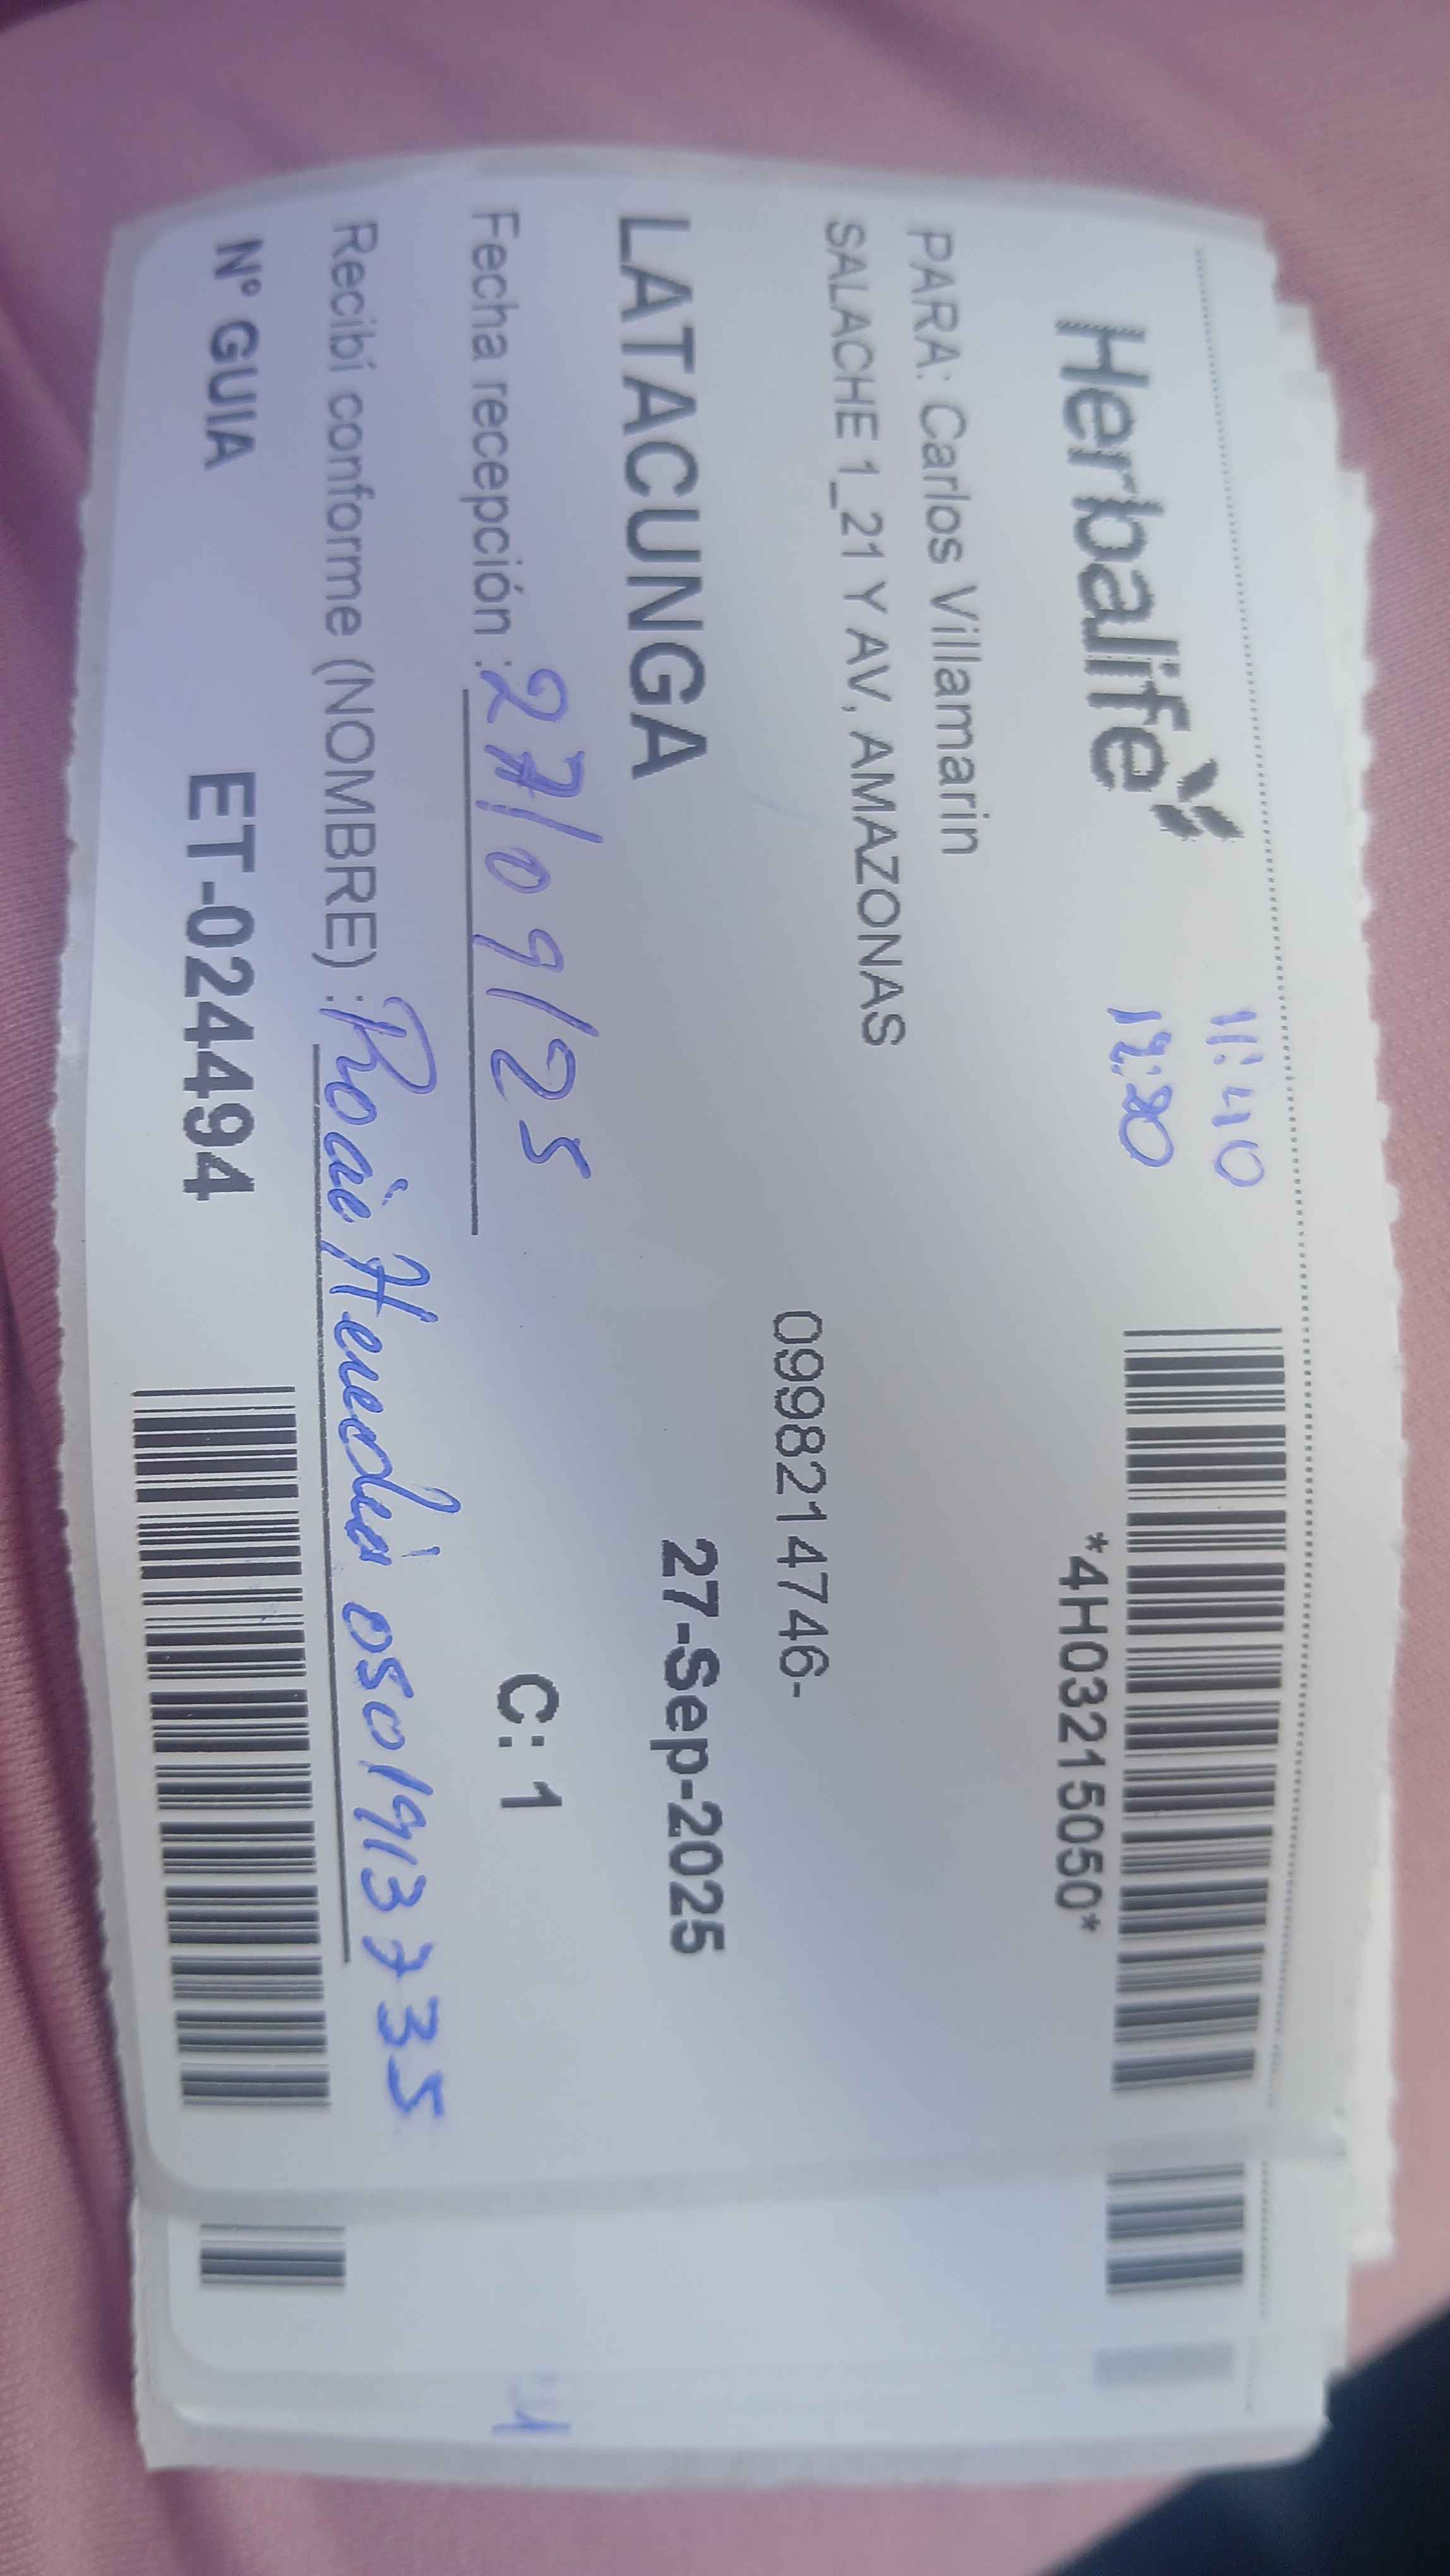 11:40
Herbalife
12:20
*4H03215050*
PARA: Carlos Villamarin
SALACHE 1_21 Y AV, AMAZONAS
0998214746-
LATACUNGA
27-Sep-2025
Fecha recepción : 27/09/25
C: 1
Recibí conforme (NOMBRE) : Heredia 0501913735
N° GUIA ET-024494